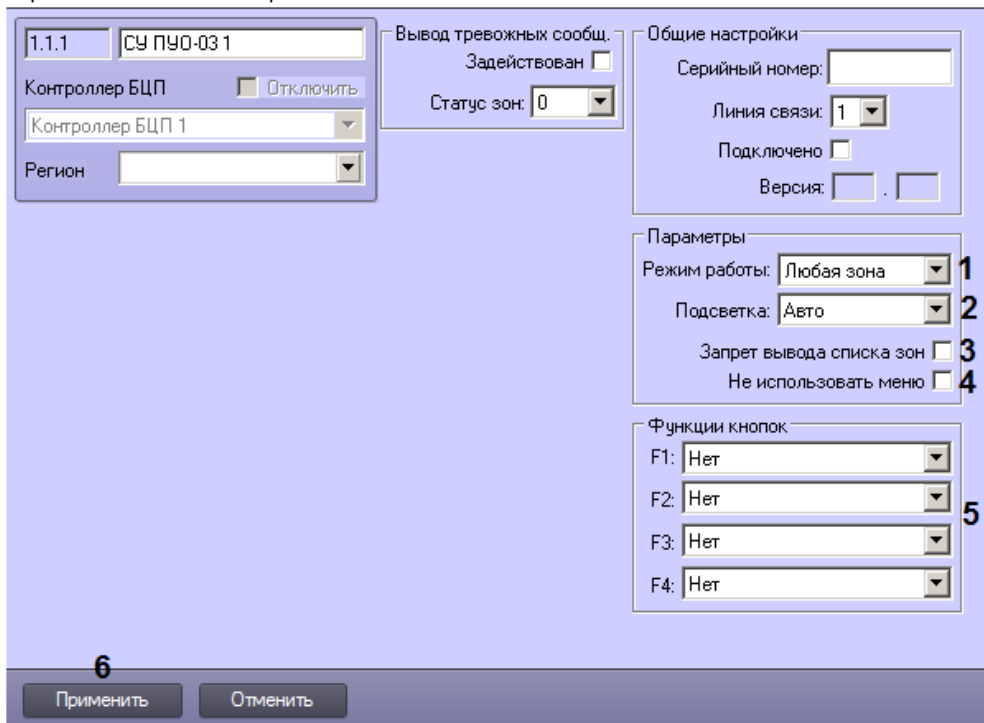 1.1.1 СУ ПУО-03 1
Контроллер БЦП Отключить
Контроллер БЦП 1
Регион
Вывод тревожных сообщ.
Задействован
Статус зон: 0
Общие настройки
Серийный номер:
Линия связи: 1
Подключено
Версия: .
Параметры
Режим работы: Любая зона 1
Подсветка: Авто 2
Запрет вывода списка зон 3
Не использовать меню 4
Функции кнопок
F1: Нет
F2: Нет
5
F3: Нет
F4: Нет
6
Применить Отменить